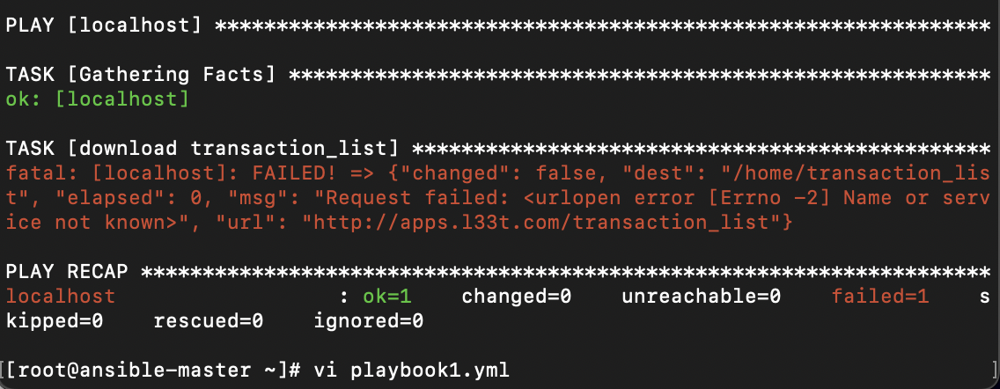 PLAY [localhost] ***************************************************************
TASK [Gathering Facts] *********************************************************
ok: [localhost]
TASK [download transaction_list] ***********************************************
fatal: [localhost]: FAILED! => {"changed": false, "dest": "/home/transaction_lis
t", "elapsed": 0, "msg": "Request failed: <urlopen error [Errno -2] Name or serv
ice not known>", "url": "http://apps.l33t.com/transaction_list"}
PLAY RECAP *********************************************************************
localhost                  : ok=1    changed=0    unreachable=0    failed=1    s
kipped=0    rescued=0    ignored=0
[[root@ansible-master ~]# vi playbook1.yml                                       ]